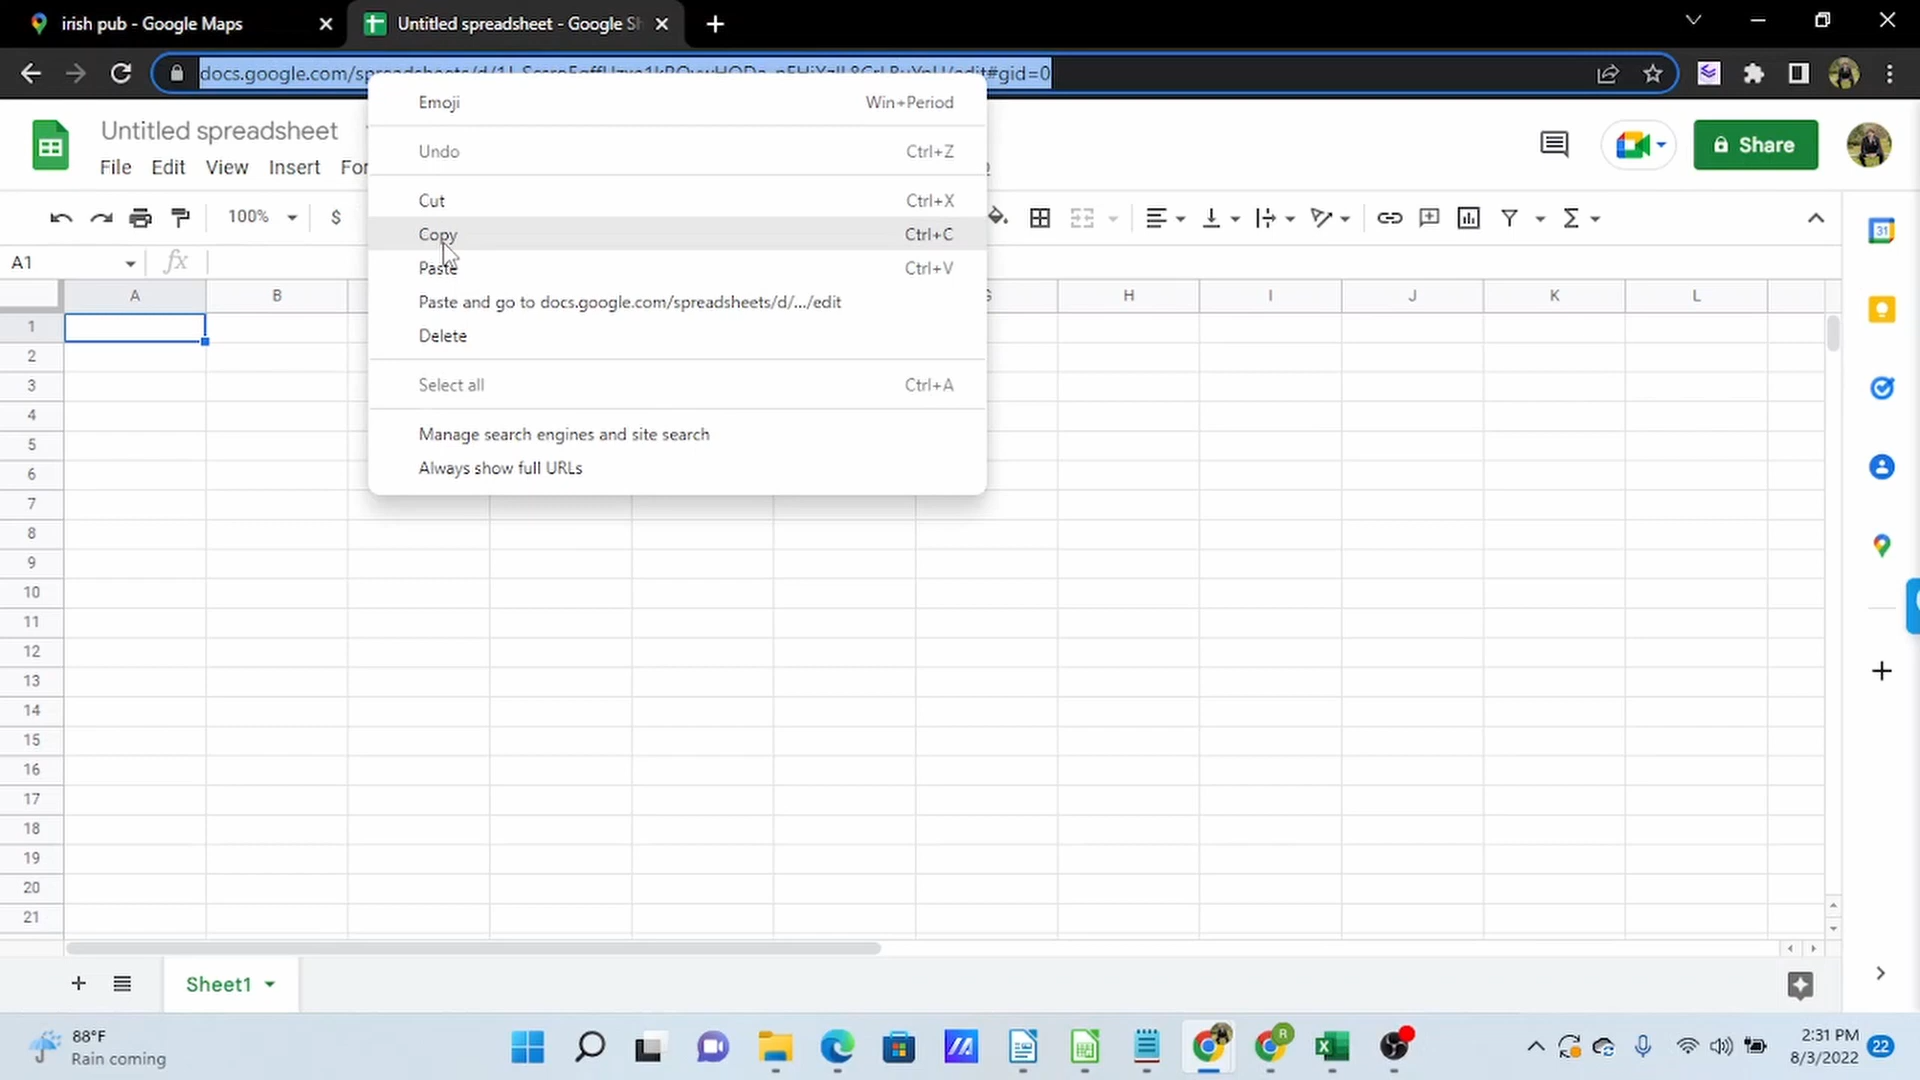 irish pub - Google Maps
Untitled spreadsheet - Google Sh
docs.google.com/spreadsheets/d/ /edit#gid=0
Emoji Win+Period
Untitled spreadsheet
Share
Undo Ctrl+Z
File Edit View Insert For
Cut Ctrl+X
100% $
Copy Ctrl+C
A1 fx
Paste Ctrl+V
A B G H I J K L
Paste and go to docs.google.com/spreadsheets/d/.../edit
Delete
Select all Ctrl+A
Manage search engines and site search
Always show full URLs
1
2
3
4
5
6
7
8
9
10
11
12
13
14
15
16
17
18
19
20
21
31
Sheet1
88°F
Rain coming
R
2:31 PM
8/3/2022
22